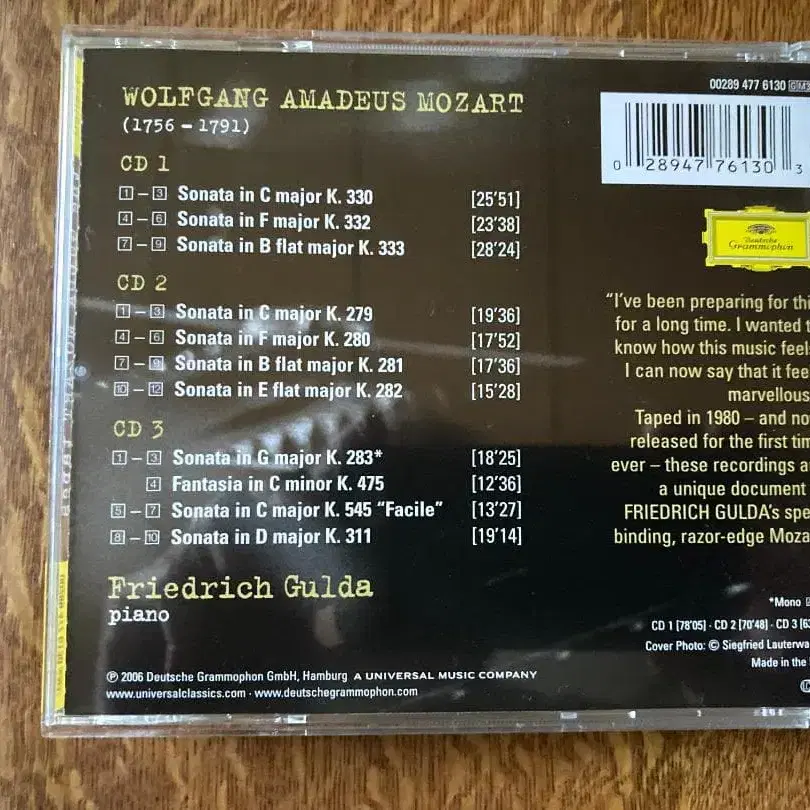 00289 477 6130
WOLFGANG AMADEUS MOZART
(1756 – 1791)
0 28947 76130 3
CD 1
1 – 3 Sonata in C major K. 330 [25'51]
4 – 6 Sonata in F major K. 332 [23'38]
7 – 9 Sonata in B flat major K. 333 [28'24]
CD 2
1 – 3 Sonata in C major K. 279 [19'36]
4 – 6 Sonata in F major K. 280 [17'52]
7 – 9 Sonata in B flat major K. 281 [17'36]
10 – 12 Sonata in E flat major K. 282 [15'28]
CD 3
1 – 3 Sonata in G major K. 283* [18'25]
4 Fantasia in C minor K. 475 [12'36]
5 – 7 Sonata in C major K. 545 “Facile” [13'27]
8 – 10 Sonata in D major K. 311 [19'14]
Friedrich Gulda
piano
℗ 2006 Deutsche Grammophon GmbH, Hamburg A UNIVERSAL MUSIC COMPANY
www.universalclassics.com · www.deutschegrammophon.com
Deutsche
Grammophon
“I've been preparing for
for a long time. I wanted
know how this music
I can now say that it
marvellous
Taped in 1980 – and
released for the first
ever – these recordings
a unique document
FRIEDRICH GULDA's
binding, razor-edge
*Mono
CD 1 [78'05] · CD 2 [70'48] · CD 3
Cover Photo: © Siegfried
Made in the